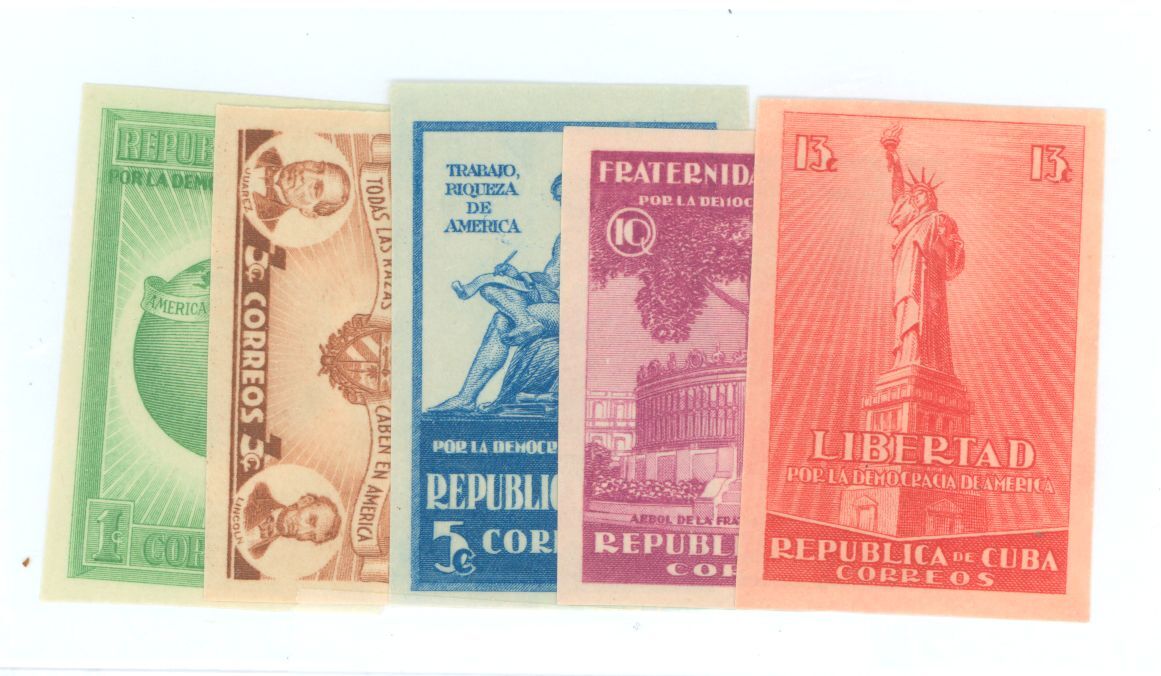 REPUB
POR LA DEMO
AMERICA
1c
COR
JUAREZ
3c CORREOS 3c
LINCOLN
TODAS LAS RAZAS
CABEN EN AMERICA
TRABAJO,
RIQUEZA
DE
AMERICA
POR LA DEMOCR
REPUBLIC
5c CORR
FRATERNIDA
POR LA DEMOC
10
ARBOL DE LA FRA
REPUBL
COR
13c 13c
LIBERTAD
POR LA DEMOCRACIA DE AMERICA
REPUBLICA DE CUBA
CORREOS